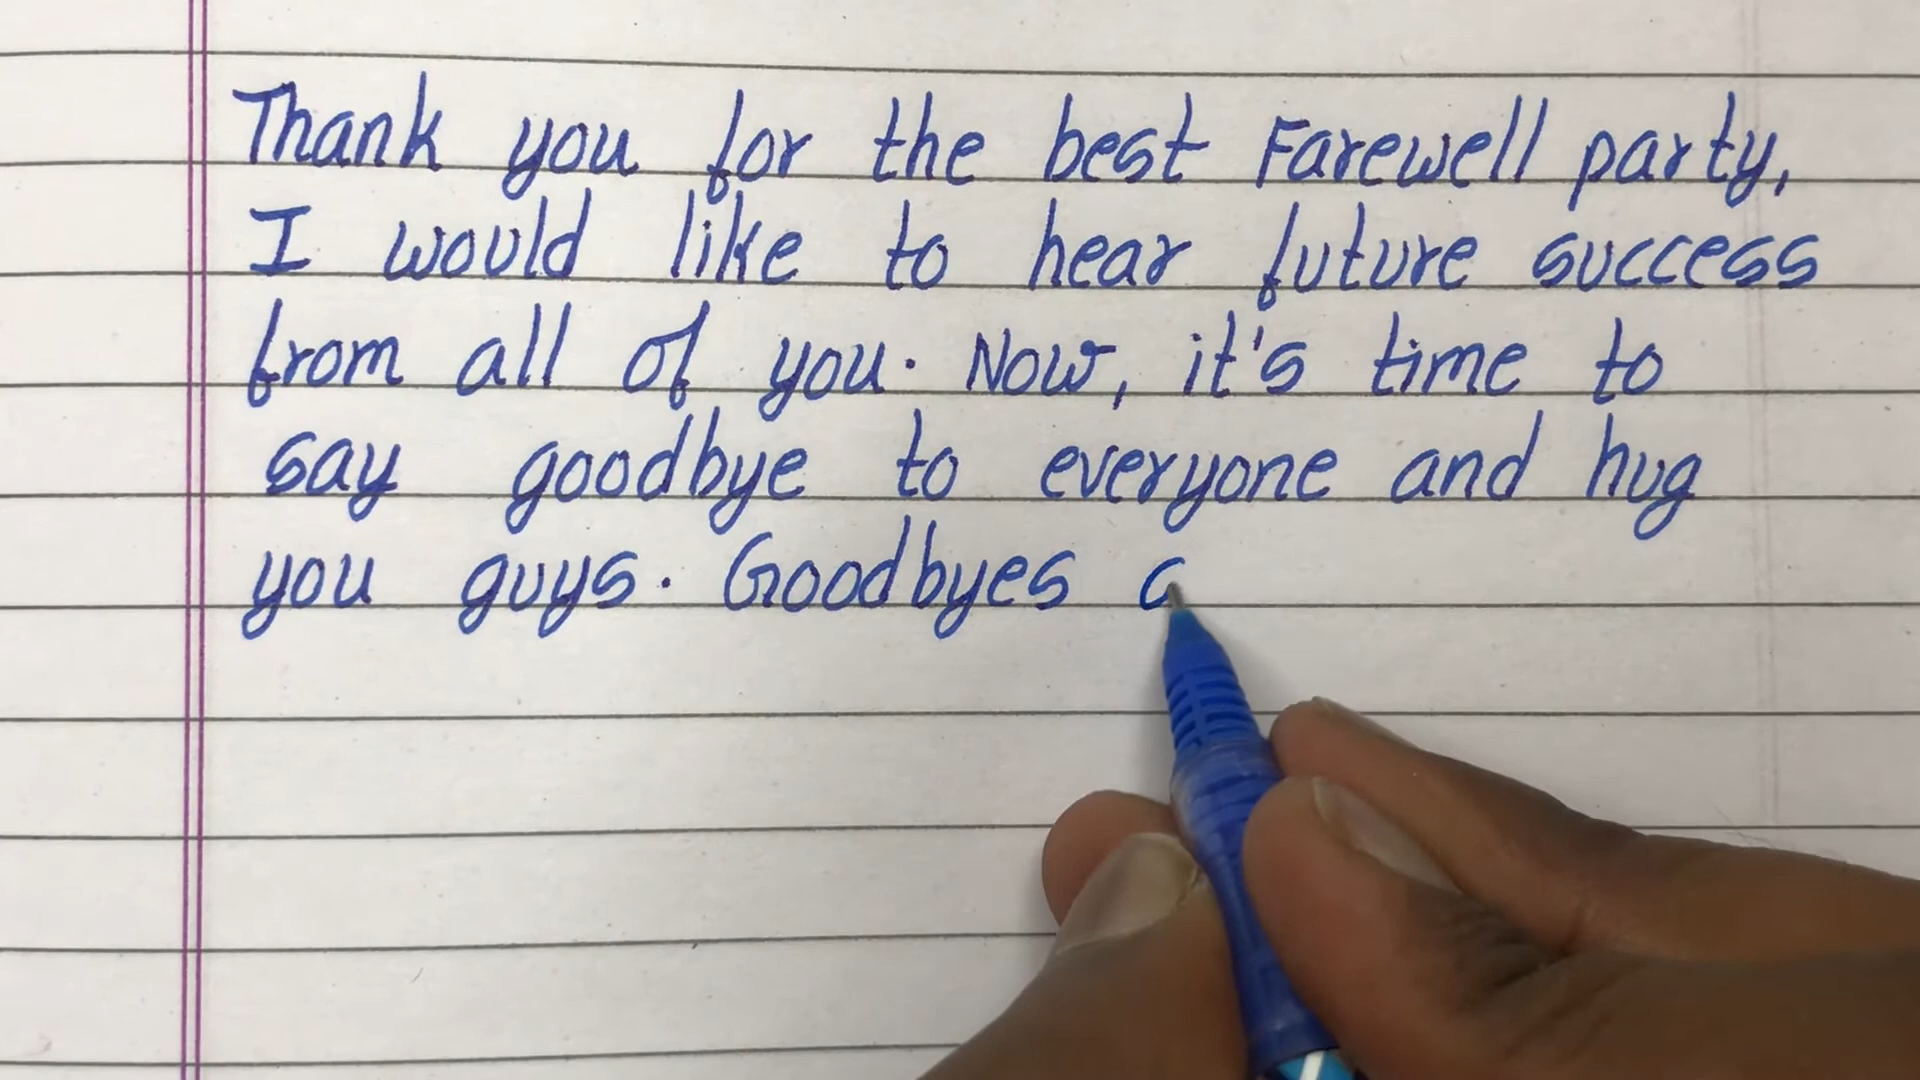 Thank you for the best Farewell party,
I would like to hear future success
from all of you. Now, it's time to
say goodbye to everyone and hug
you guys. Goodbyes